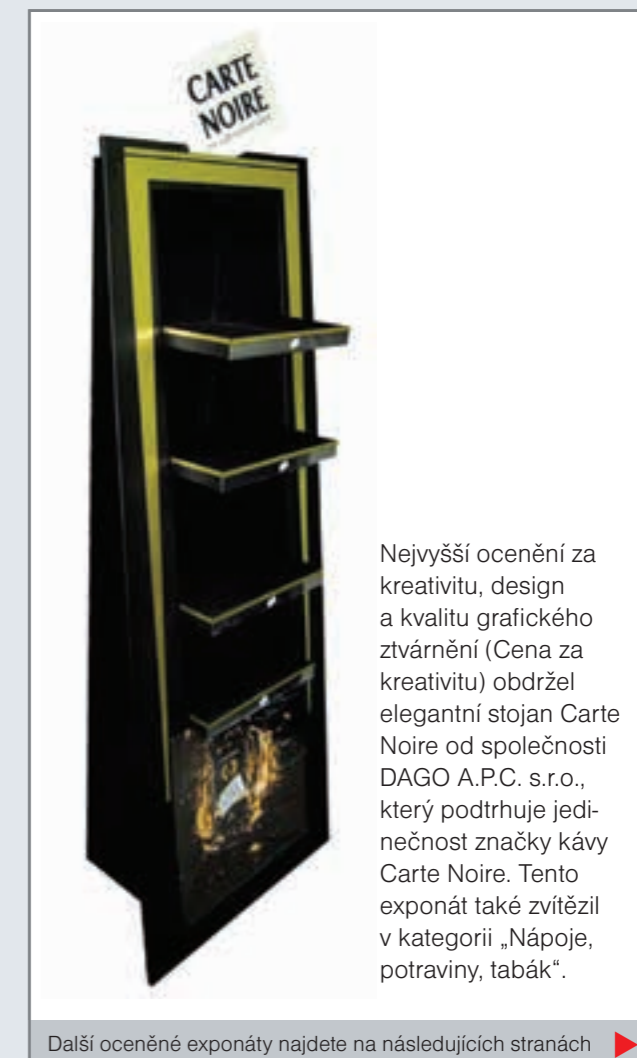 CARTE
NOIRE
Nejvyšší ocenění za
kreativitu, design
a kvalitu grafického
ztvárnění (Cena za
kreativitu) obdržel
elegantní stojan Carte
Noire od společnosti
DAGO A.P.C. s.r.o.,
který podtrhuje jedi-
nečnost značky kávy
Carte Noire. Tento
exponát také zvítězil
v kategorii „Nápoje,
potraviny, tabák“.
Další oceněné exponáty najdete na následujících stranách